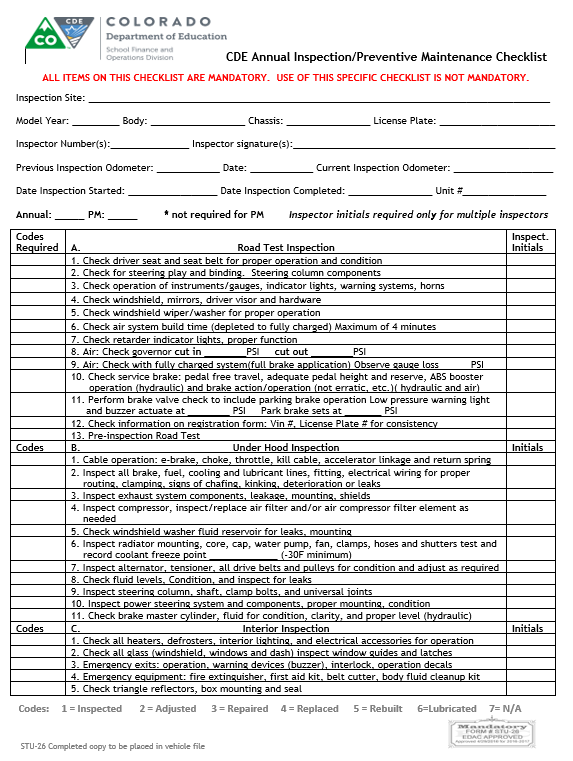 CO CDE COLORADO
Department of Education
School Finance and
Operations Division
CDE Annual Inspection/Preventive Maintenance Checklist
ALL ITEMS ON THIS CHECKLIST ARE MANDATORY. USE OF THIS SPECIFIC CHECKLIST IS NOT MANDATORY.
Inspection Site: ____________________
Model Year: _________ Body: __________________ Chassis: ________________ License Plate: ______________________
Inspector Number(s):_______________ Inspector signature(s):____________________
Previous Inspection Odometer: ____________ Date: ____________ Current Inspection Odometer: ___________________
Date Inspection Started: ___________________ Date Inspection Completed: ________________ Unit #________________
Annual: ______ PM: ______ * not required for PM Inspector initials required only for multiple inspectors
Codes Required A. Road Test Inspection Inspect. Initials
1. Check driver seat and seat belt for proper operation and condition
2. Check for steering play and binding. Steering column components
3. Check operation of instruments/gauges, indicator lights, warning systems, horns
4. Check windshield, mirrors, driver visor and hardware
5. Check windshield wiper/washer for proper operation
6. Check air system build time (depleted to fully charged) Maximum of 4 minutes
7. Check retarder indicator lights, proper function
8. Air: Check governor cut in ________PSI cut out ________PSI
9. Air: Check with fully charged system(full brake application) Observe gauge loss ______PSI
10. Check service brake: pedal free travel, adequate pedal height and reserve, ABS booster
operation (hydraulic) and brake action/operation (not erratic, etc.)( hydraulic and air)
11. Perform brake valve check to include parking brake operation Low pressure warning light
and buzzer actuate at ________ PSI Park brake sets at _______ PSI
12. Check information on registration form: Vin #, License Plate # for consistency
13. Pre-inspection Road Test
Codes B. Under Hood Inspection Initials
1. Cable operation: e-brake, choke, throttle, kill cable, accelerator linkage and return spring
2. Inspect all brake, fuel, cooling and lubricant lines, fitting, electrical wiring for proper
routing, clamping, signs of chafing, kinking, deterioration or leaks
3. Inspect exhaust system components, leakage, mounting, shields
4. Inspect compressor, inspect/replace air filter and/or air compressor filter element as
needed
5. Check windshield washer fluid reservoir for leaks, mounting
6. Inspect radiator mounting, core, cap, water pump, fan, clamps, hoses and shutters test and
record coolant freeze point ______________ (-30F minimum)
7. Inspect alternator, tensioner, all drive belts and pulleys for condition and adjust as required
8. Check fluid levels, Condition, and inspect for leaks
9. Inspect steering column, shaft, clamp bolts, and universal joints
10. Inspect power steering system and components, proper mounting, condition
11. Check brake master cylinder, fluid for condition, clarity, and proper level (hydraulic)
Codes C. Interior Inspection Initials
1. Check all heaters, defrosters, interior lighting, and electrical accessories for operation
2. Check all glass (windshield, windows and dash) inspect window guides and latches
3. Emergency exits: operation, warning devices (buzzer), interlock, operation decals
4. Emergency equipment: fire extinguisher, first aid kit, belt cutter, body fluid cleanup kit
5. Check triangle reflectors, box mounting and seal
Codes: 1 = Inspected 2 = Adjusted 3 = Repaired 4 = Replaced 5 = Rebuilt 6=Lubricated 7= N/A
Mandatory
FORM # STU-26
EDAC APPROVED
STU-26 Completed copy to be placed in vehicle file